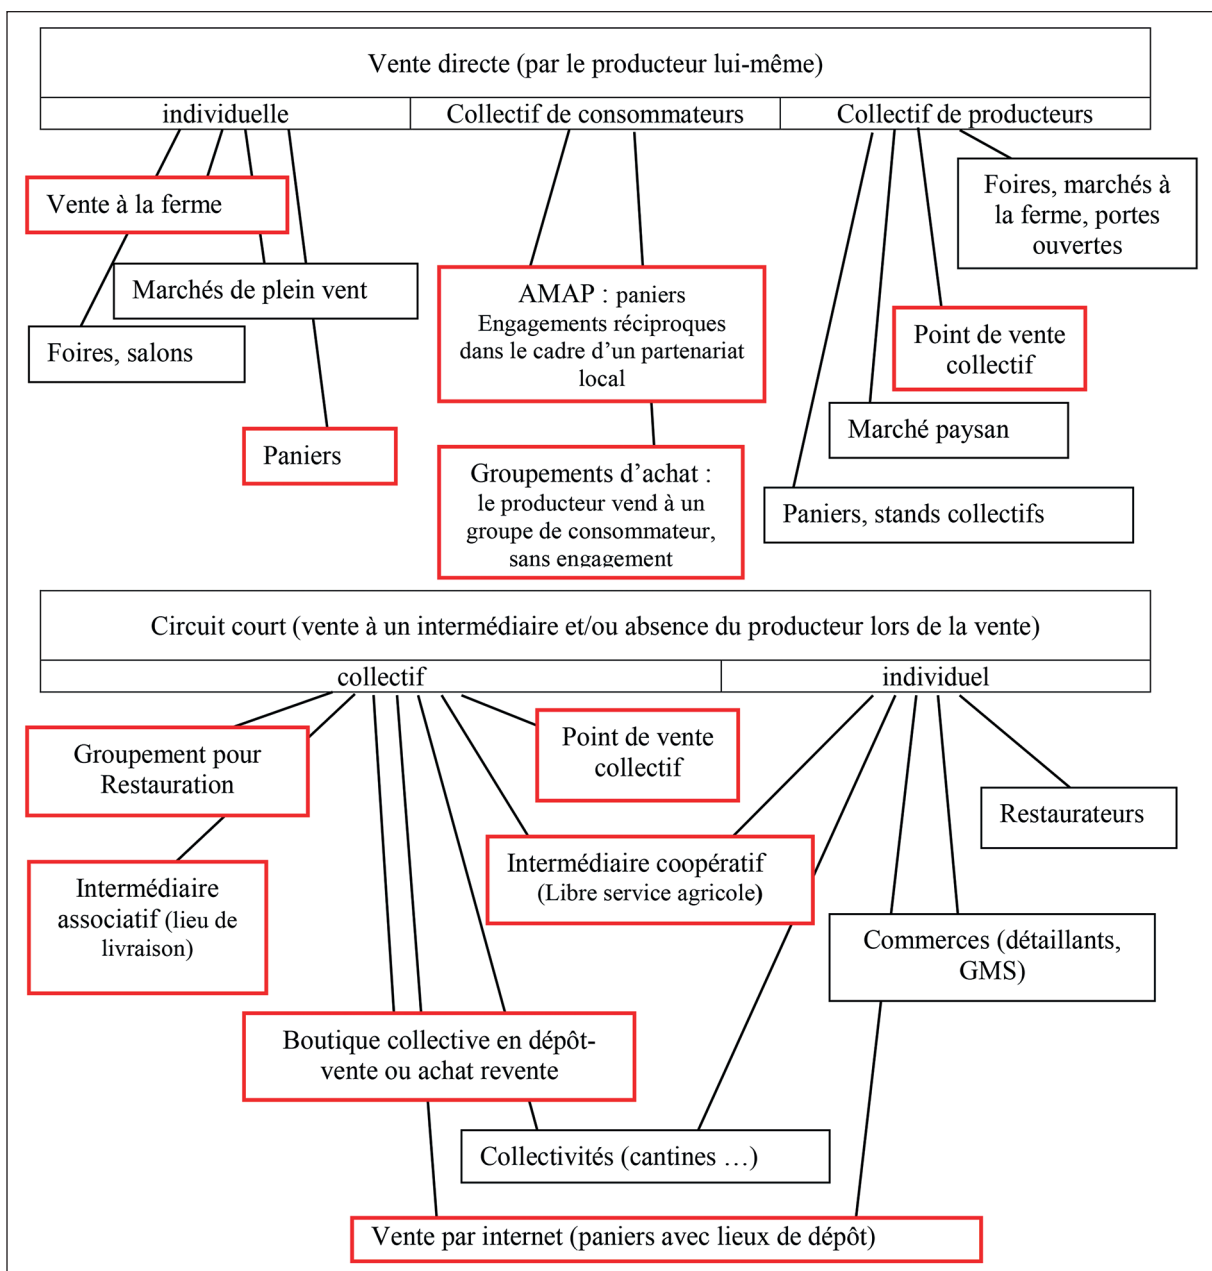 Vente directe (par le producteur lui-même)
individuelle
Collectif de consommateurs
Collectif de producteurs
Vente à la ferme
Foires, marchés à
la ferme, portes
ouvertes
Marchés de plein vent
AMAP : paniers
Engagements réciproques
dans le cadre d’un partenariat
local
Foires, salons
Point de vente
collectif
Marché paysan
Paniers
Groupements d’achat :
le producteur vend à un
groupe de consommateur,
sans engagement
Paniers, stands collectifs
Circuit court (vente à un intermédiaire et/ou absence du producteur lors de la vente)
collectif
individuel
Groupement pour
Restauration
Point de vente
collectif
Restaurateurs
Intermédiaire coopératif
(Libre service agricole)
Intermédiaire
associatif (lieu de
livraison)
Commerces (détaillants,
GMS)
Boutique collective en dépôt-
vente ou achat revente
Collectivités (cantines …)
Vente par internet (paniers avec lieux de dépôt)